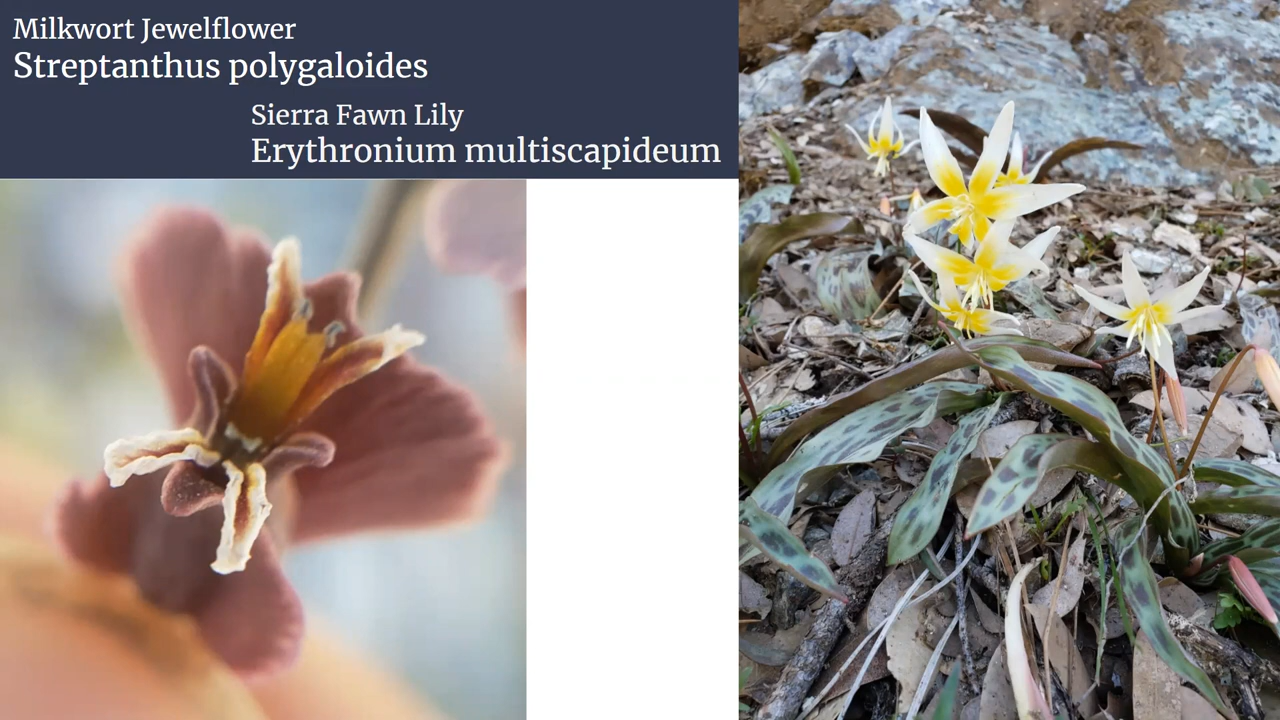 Milkwort Jewelflower
Streptanthus polygaloides
Sierra Fawn Lily
Erythronium multiscapideum